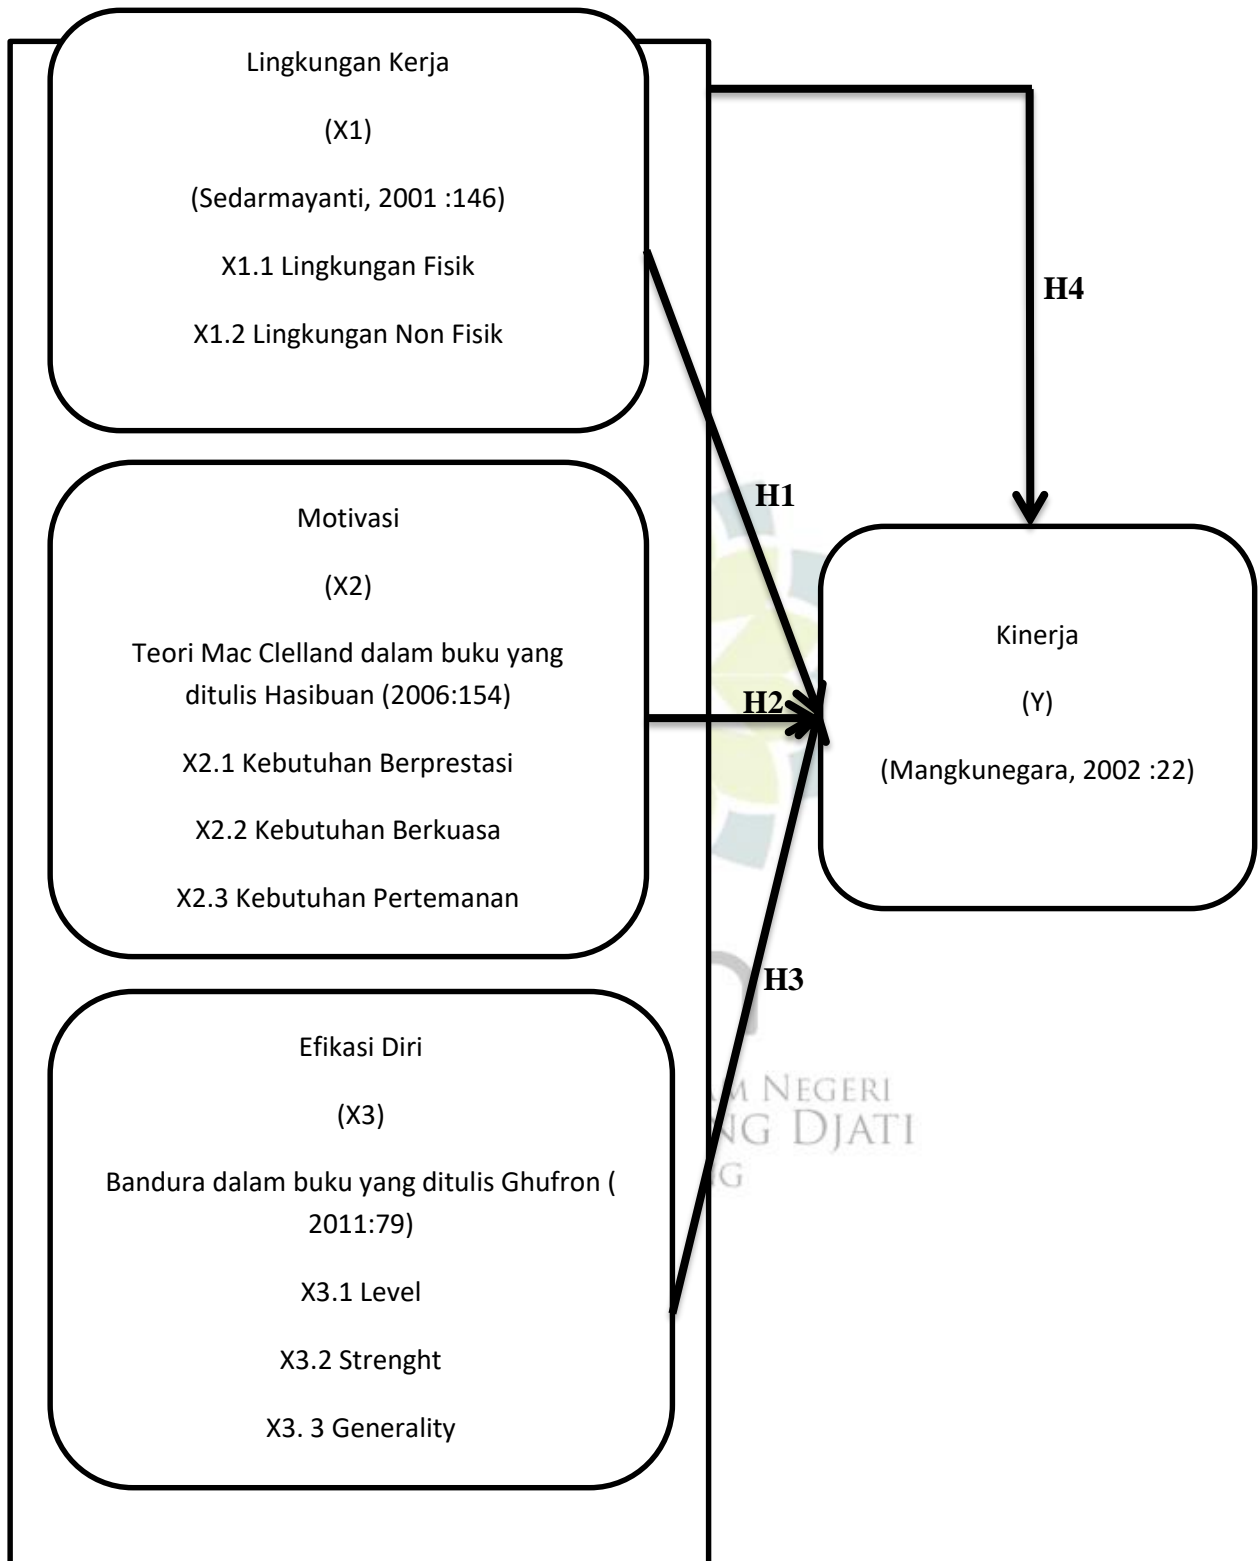 Lingkungan Kerja
(X1)
(Sedarmayanti, 2001 :146)
X1.1 Lingkungan Fisik
X1.2 Lingkungan Non Fisik
H4
H1
Motivasi
(X2)
Teori Mac Clelland dalam buku yang
ditulis Hasibuan (2006:154)
X2.1 Kebutuhan Berprestasi
X2.2 Kebutuhan Berkuasa
X2.3 Kebutuhan Pertemanan
H2
Kinerja
(Y)
(Mangkunegara, 2002 :22)
H3
Efikasi Diri
(X3)
Bandura dalam buku yang ditulis Ghufron (
2011:79)
X3.1 Level
X3.2 Strenght
X3. 3 Generality
NEGERI
DJATI